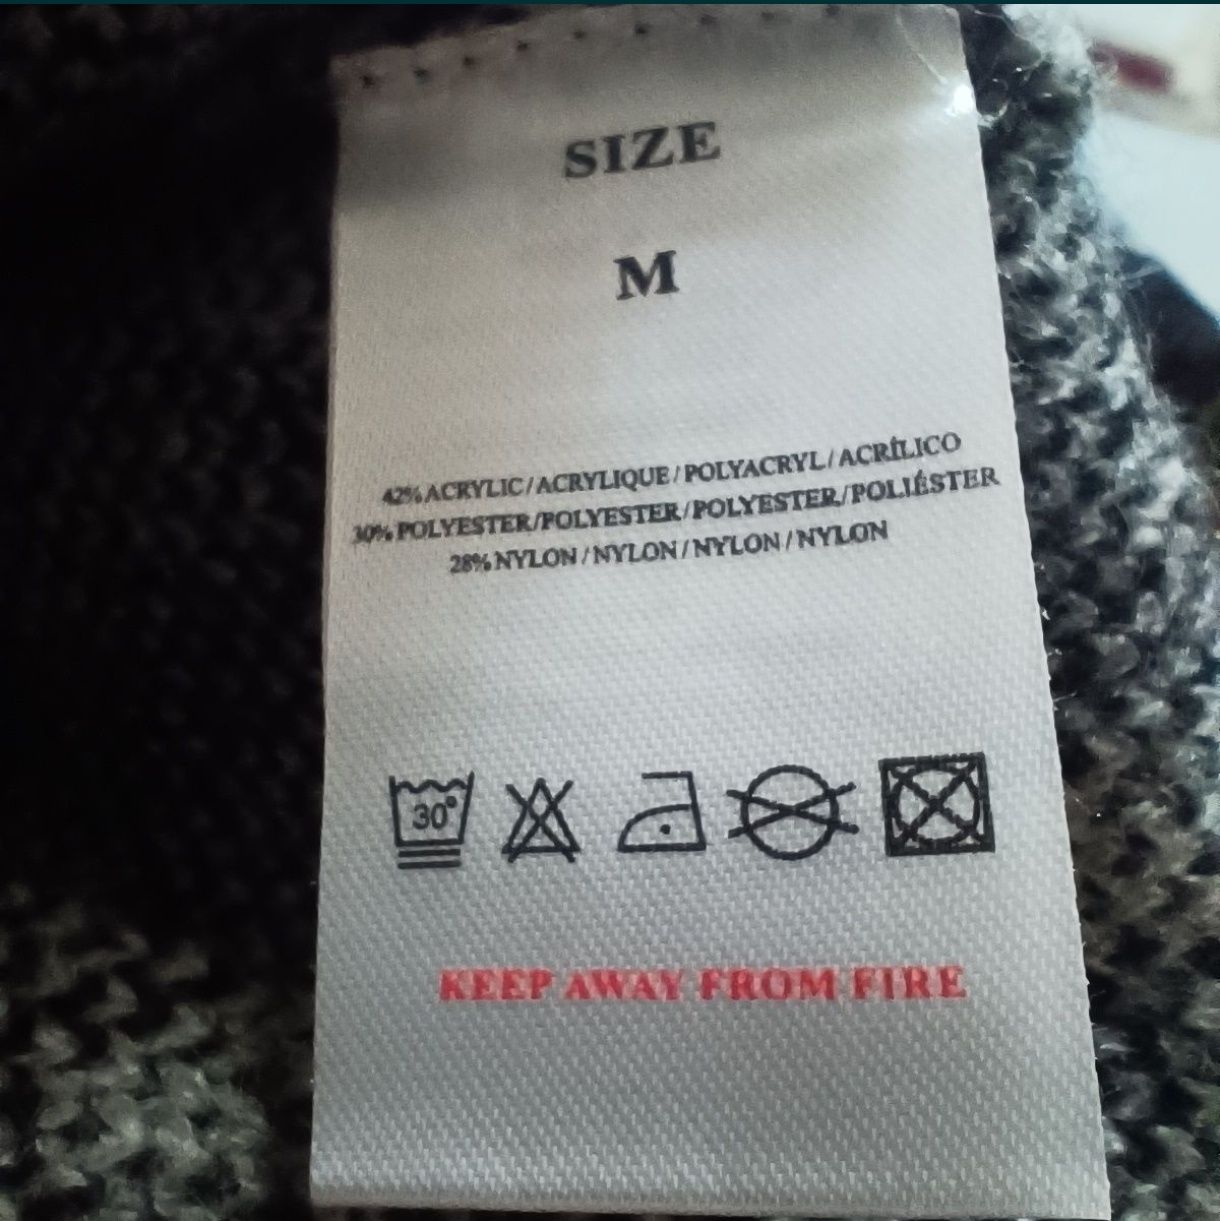 SIZE
M
42% ACRYLIC/ACRYLIQUE/POLYACRYL/ACRÍLICO
30% POLYESTER/POLYESTER/POLYESTER/POLIÉSTER
28% NYLON/NYLON/NYLON/NYLON
30°
KEEP AWAY FROM FIRE